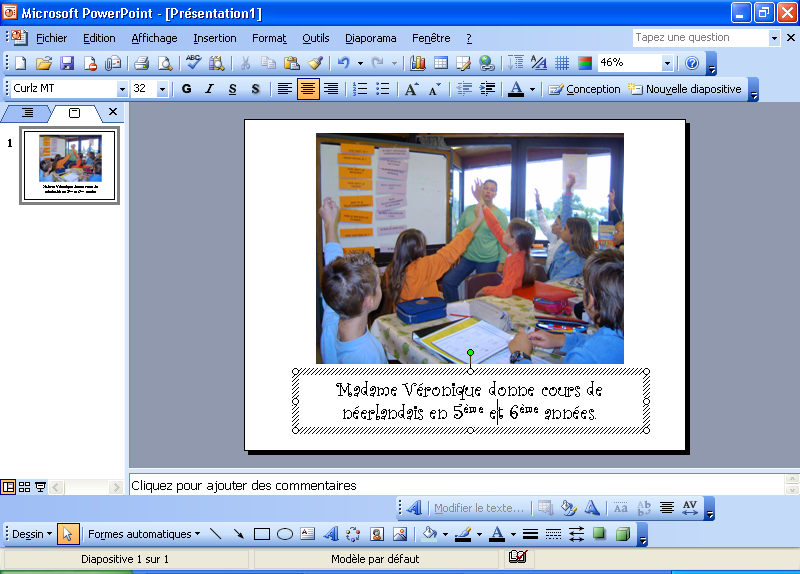 Microsoft PowerPoint - [Présentation1]
Fichier Edition Affichage Insertion Format Outils Diaporama Fenêtre ? Tapez une question
46%
Curlz MT 32 G I S S Conception Nouvelle diapositive
1
Madame Véronique donne cours de
néerlandais en 5ème et 6ème années.
Cliquez pour ajouter des commentaires
Modifier le texte...
Dessin Formes automatiques
Diapositive 1 sur 1 Modèle par défaut